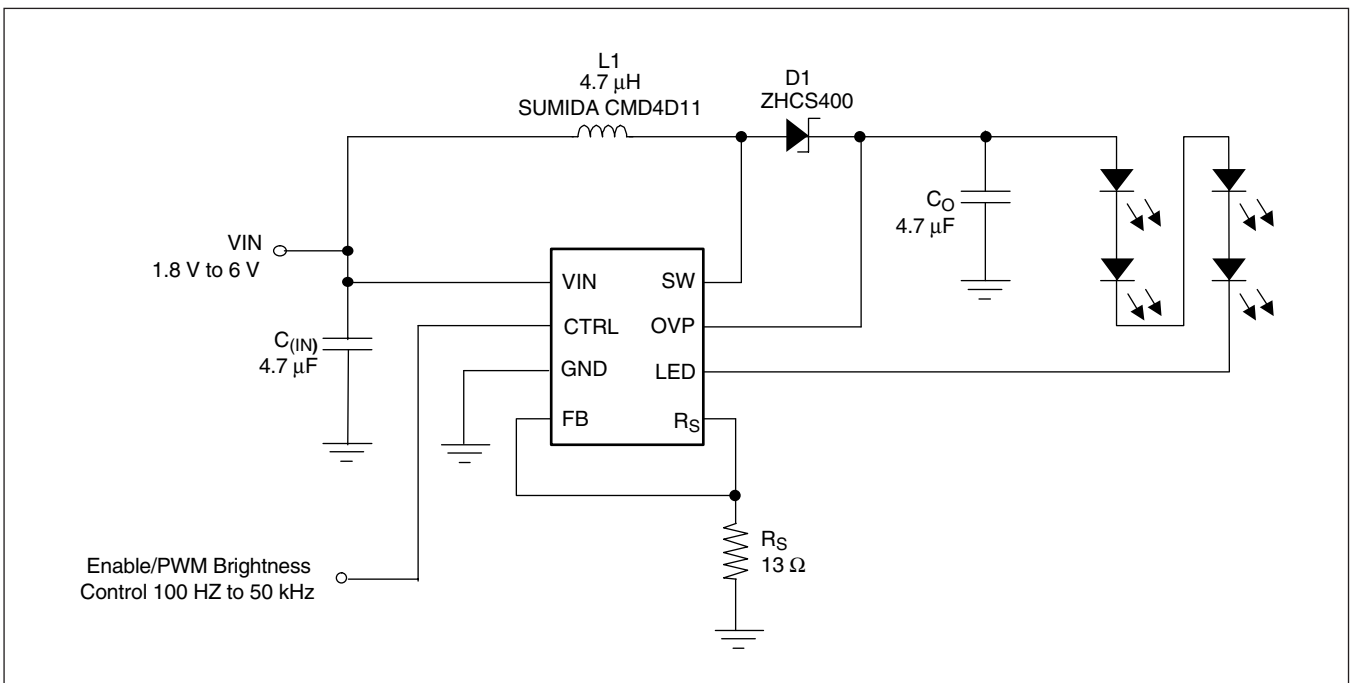 L1
4.7 μH
SUMIDA CMD4D11
D1
ZHCS400
CO
4.7 μF
VIN
1.8 V to 6 V
C(IN)
4.7 μF
VIN
CTRL
GND
FB
SW
OVP
LED
RS
RS
13 Ω
Enable/PWM Brightness
Control 100 HZ to 50 kHz